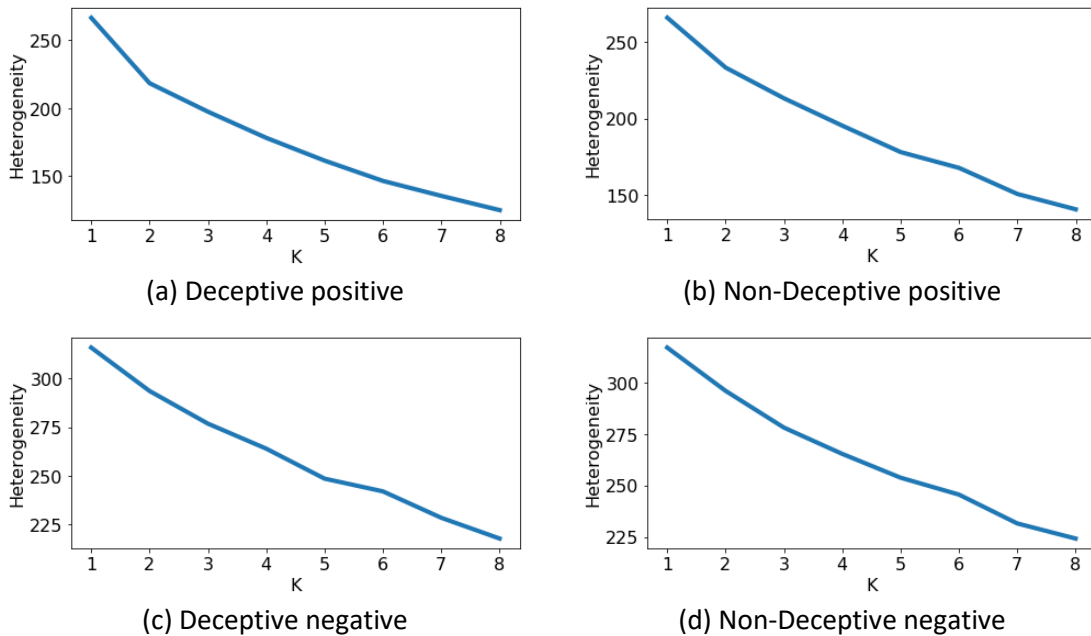 Heterogeneity
250
200
150
1 2 3 4 5 6 7 8
K
(a) Deceptive positive
Heterogeneity
250
200
150
1 2 3 4 5 6 7 8
K
(b) Non-Deceptive positive
Heterogeneity
300
275
250
225
1 2 3 4 5 6 7 8
K
(c) Deceptive negative
Heterogeneity
300
275
250
225
1 2 3 4 5 6 7 8
K
(d) Non-Deceptive negative